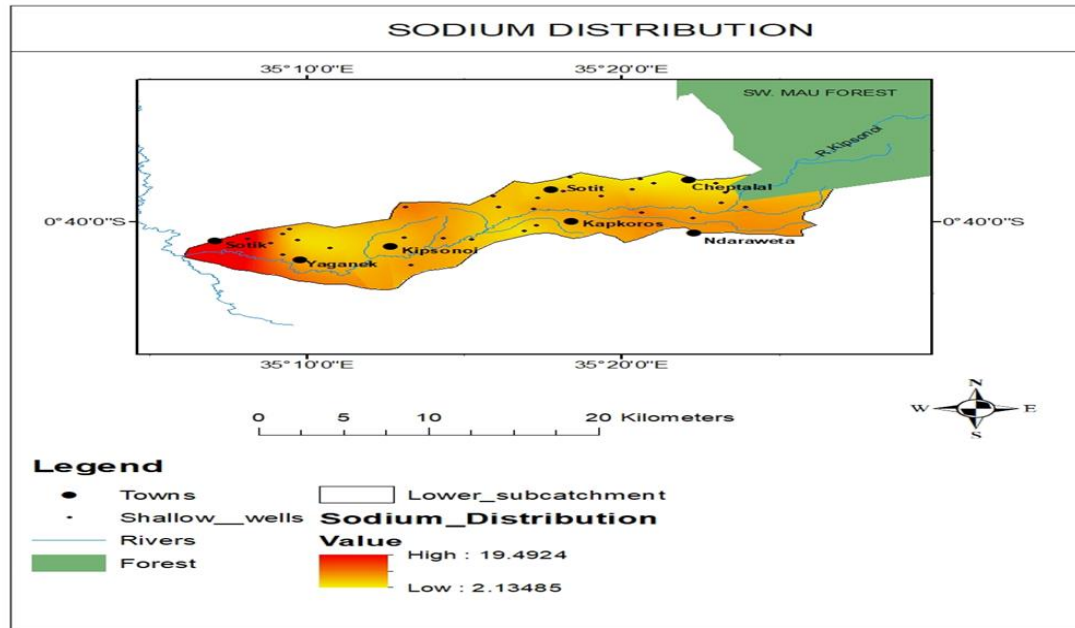 SODIUM DISTRIBUTION
35°10'0"E 35°20'0"E
SW. MAU FOREST
R.Kipsonoi
Cheptalal
Sotit
0°40'0"S 0°40'0"S
Kapkoros
Ndaraweta
Sotik
Kipsonoi
Yaganek
35°10'0"E 35°20'0"E
0 5 10 20 Kilometers
N
W E
S
Legend
Towns
Shallow__wells
Rivers
Forest
Lower_subcatchment
Sodium_Distribution
Value
High : 19.4924
Low : 2.13485